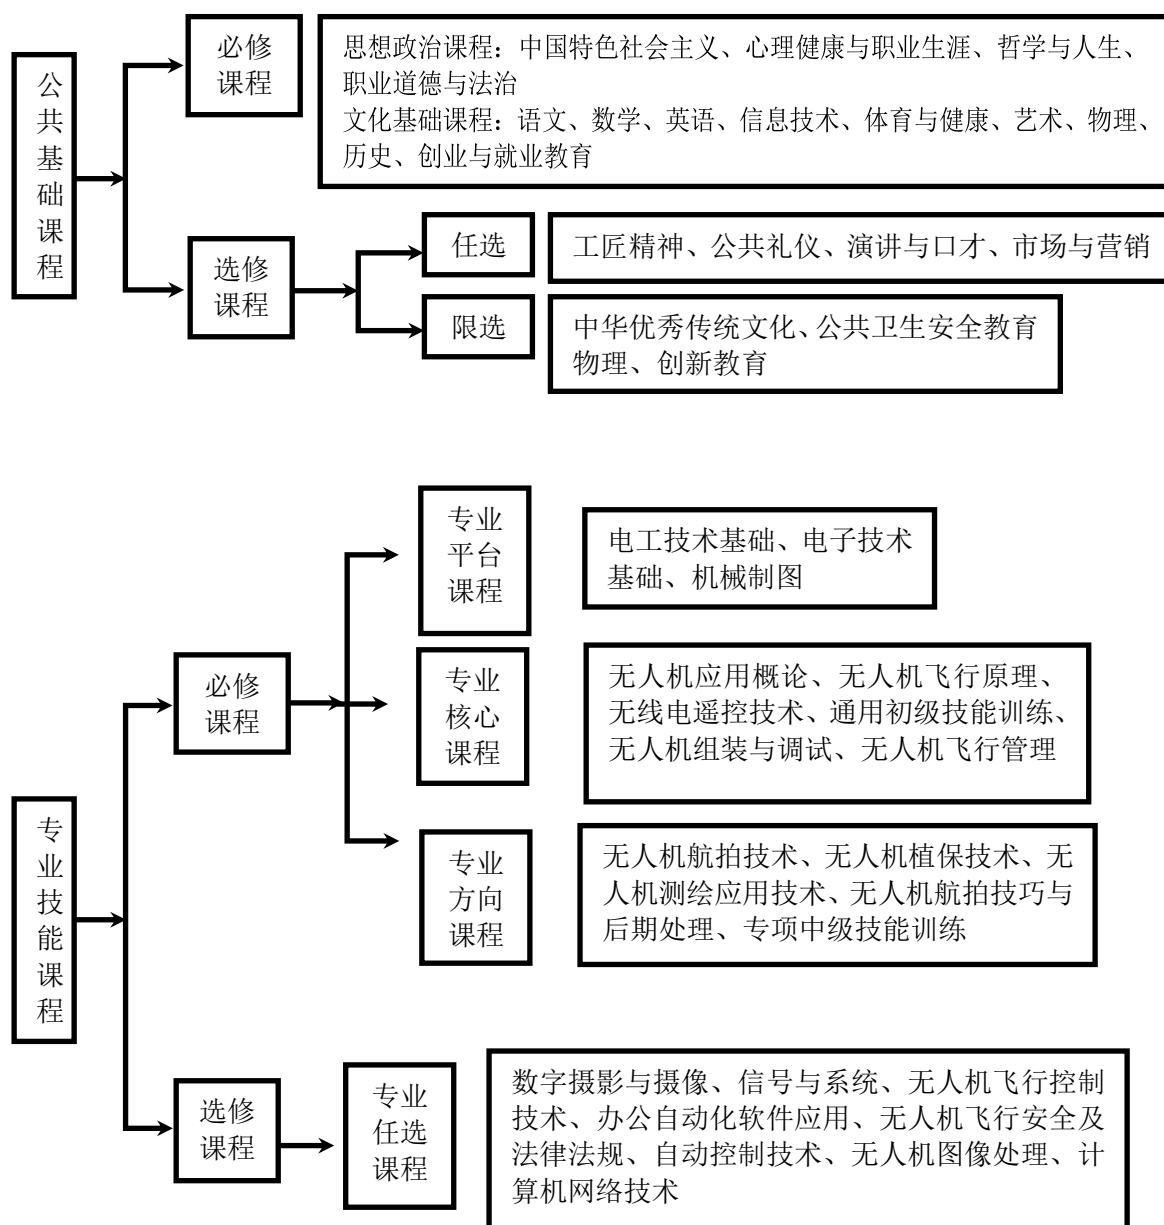 公共基础课程
必修
课程
思想政治课程：中国特色社会主义、心理健康与职业生涯、哲学与人生、
职业道德与法治
文化基础课程：语文、数学、英语、信息技术、体育与健康、艺术、物理、
历史、创业与就业教育
选修
课程
任选
工匠精神、公共礼仪、演讲与口才、市场与营销
限选
中华优秀传统文化、公共卫生安全教育
物理、创新教育
专业技能课程
必修
课程
专业
平台
课程
电工技术基础、电子技术
基础、机械制图
专业
核心
课程
无人机应用概论、无人机飞行原理、
无线电遥控技术、通用初级技能训练、
无人机组装与调试、无人机飞行管理
专业
方向
课程
无人机航拍技术、无人机植保技术、无
人机测绘应用技术、无人机航拍技巧与
后期处理、专项中级技能训练
选修
课程
专业
任选
课程
数字摄影与摄像、信号与系统、无人机飞行控制
技术、办公自动化软件应用、无人机飞行安全及
法律法规、自动控制技术、无人机图像处理、计
算机网络技术